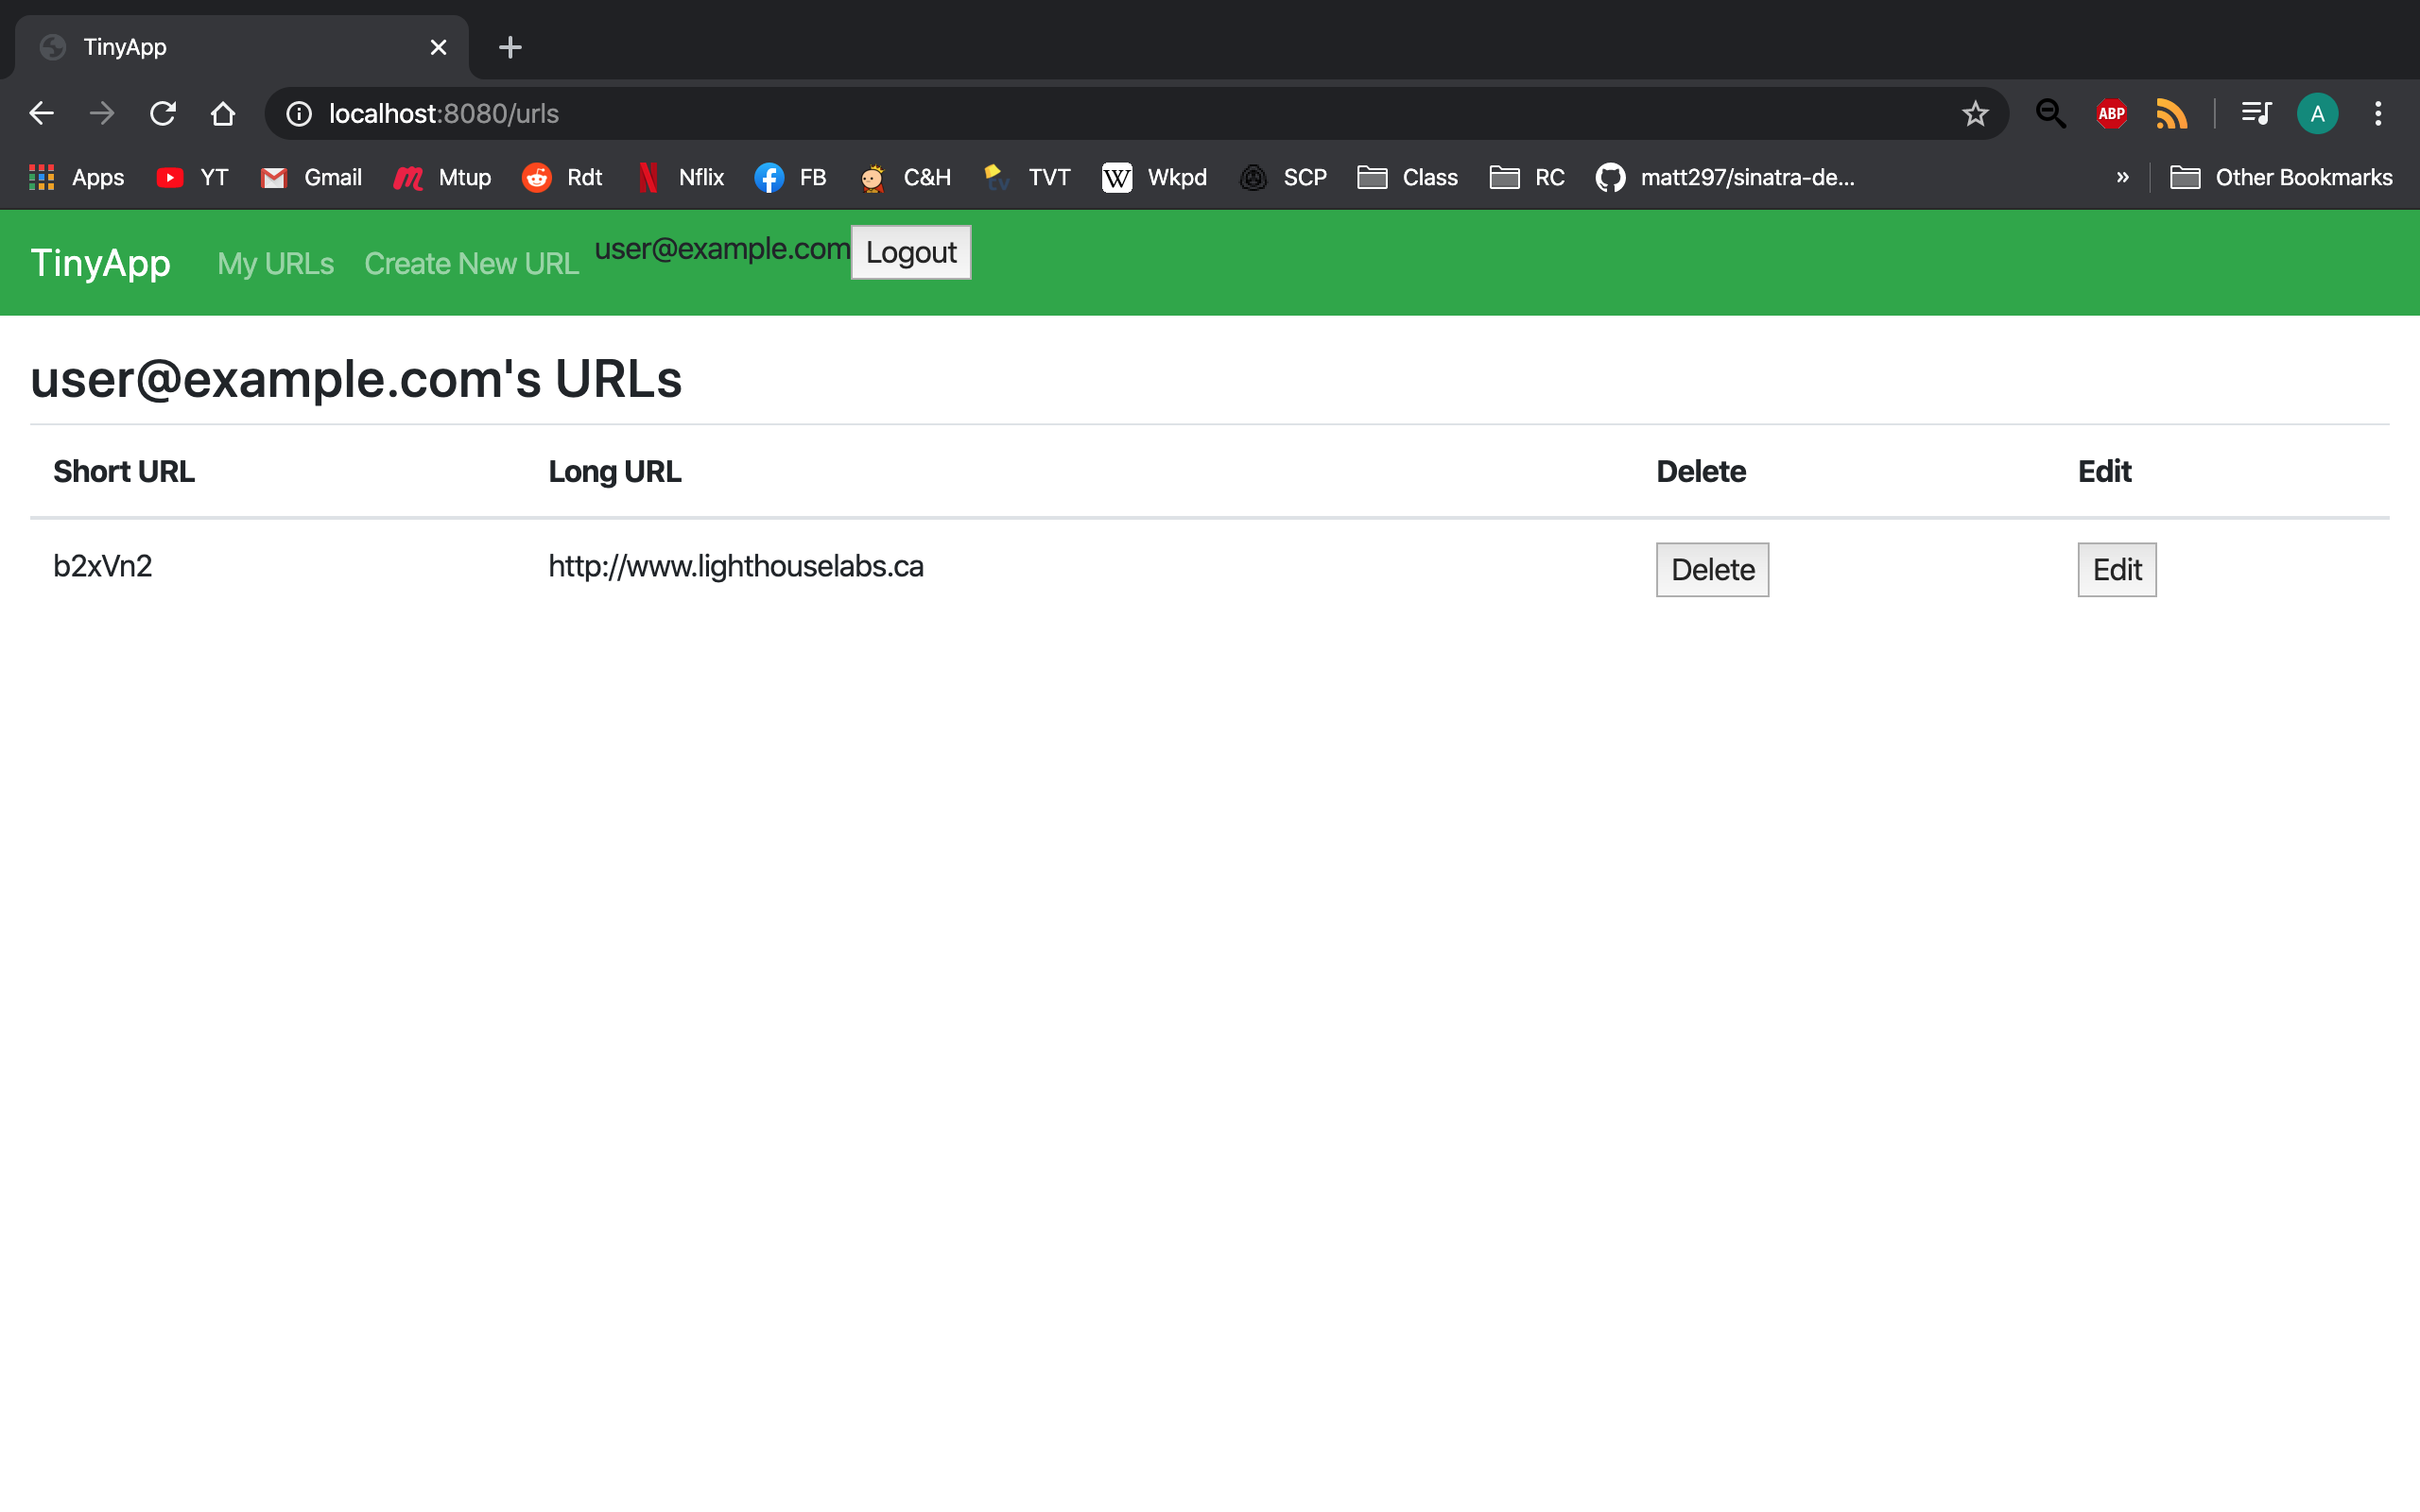 TinyApp
localhost:8080/urls
ABP
A
Apps YT Gmail Mtup Rdt Nflix FB C&H TVT W Wkpd SCP Class RC matt297/sinatra-de... » Other Bookmarks
TinyApp My URLs Create New URL user@example.com Logout
user@example.com's URLs
Short URL Long URL Delete Edit
b2xVn2 http://www.lighthouselabs.ca Delete Edit